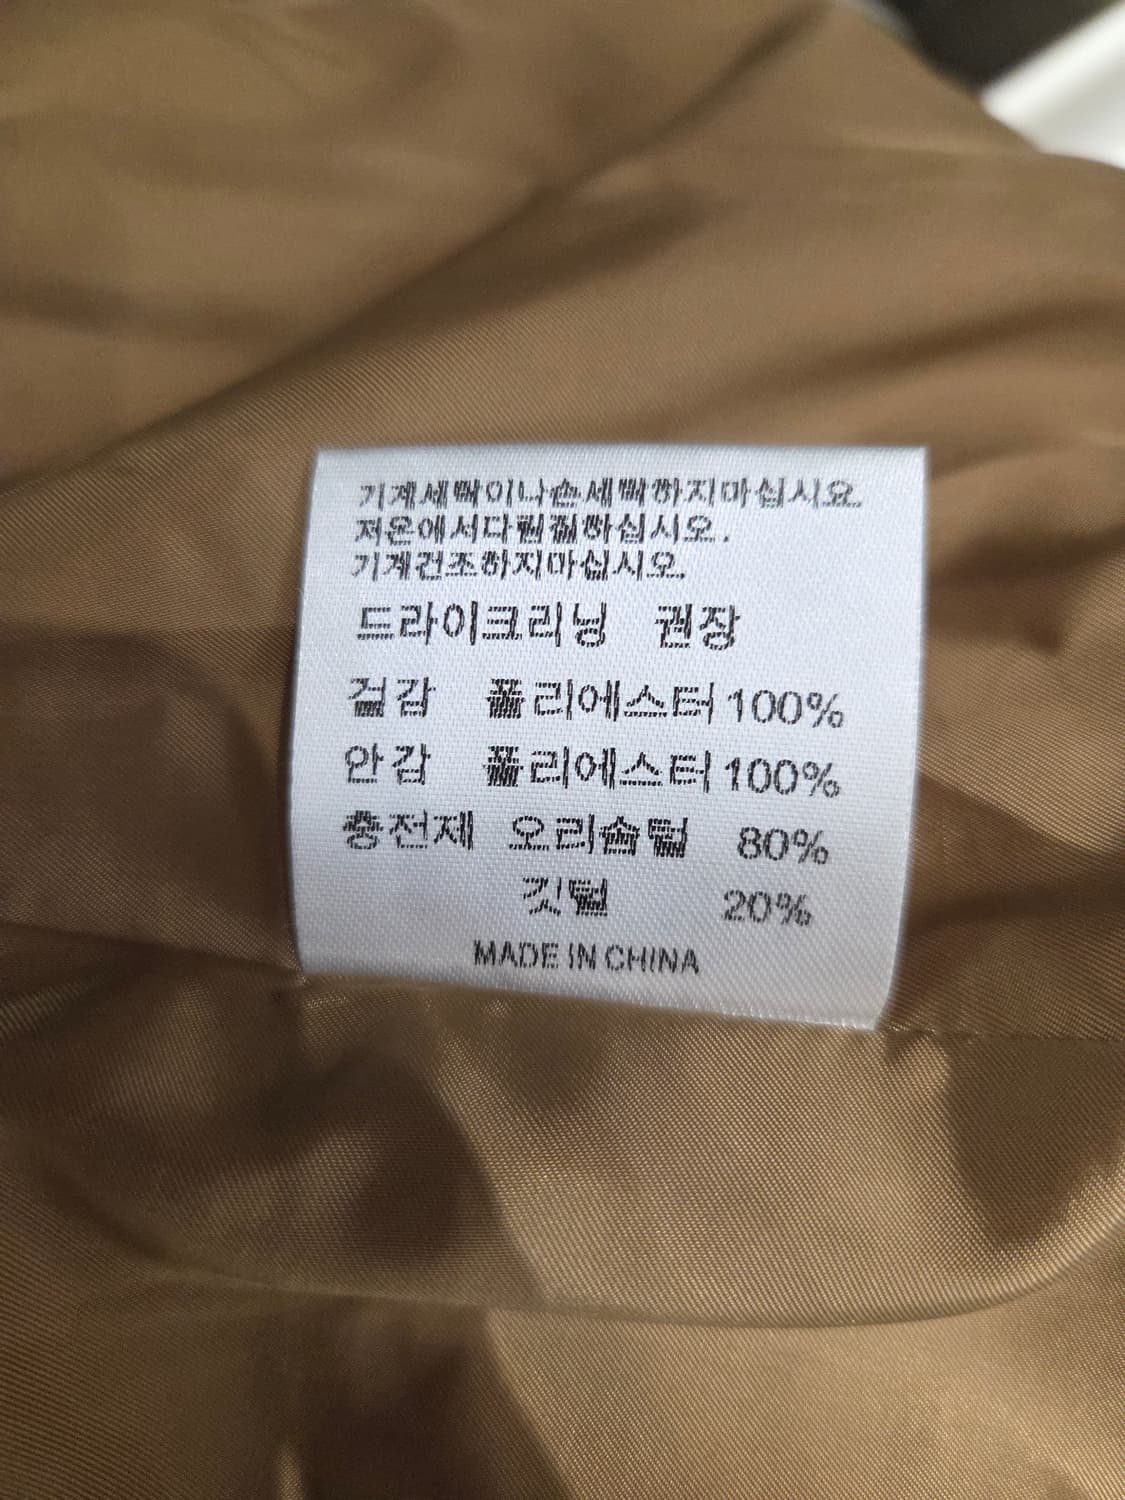 기계세탁이나손세탁하지마십시오.
저온에서다림질하십시오.
기계건조하지마십시오.
드라이크리닝 권장
겉감 폴리에스터 100%
안감 폴리에스터 100%
충전제 오리솜털 80%
깃털 20%
MADE IN CHINA